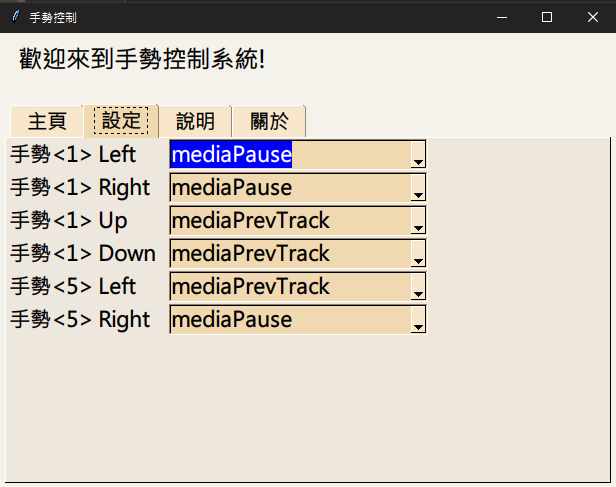 手勢控制
歡迎來到手勢控制系統!
主頁 設定 說明 關於
手勢<1> Left mediaPause
手勢<1> Right mediaPause
手勢<1> Up mediaPrevTrack
手勢<1> Down mediaPrevTrack
手勢<5> Left mediaPrevTrack
手勢<5> Right mediaPause